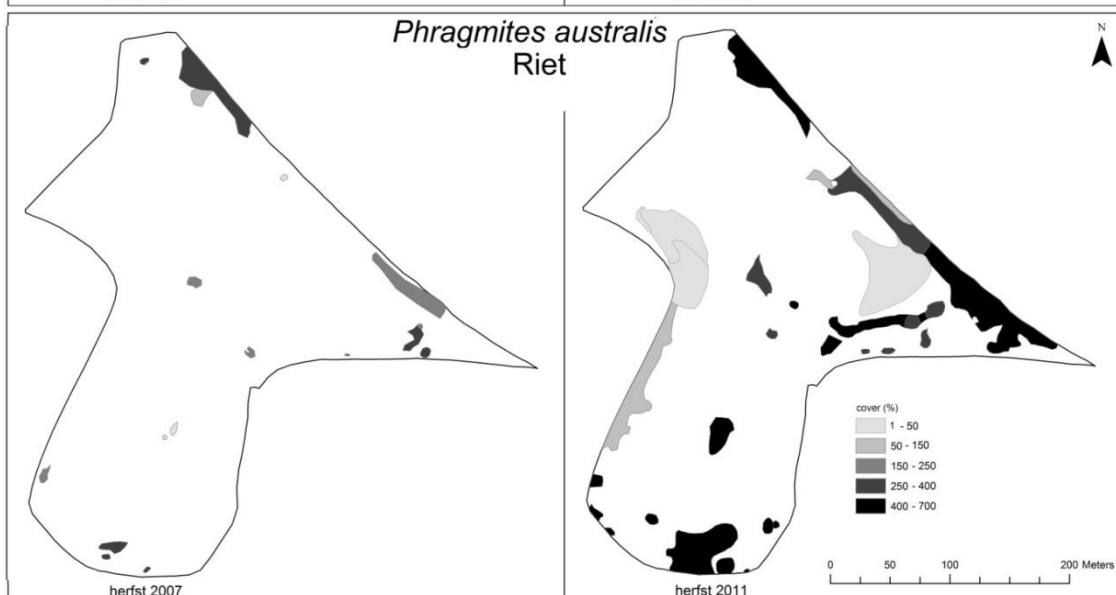 Phragmites australis
Riet
N
cover (%)
1 - 50
50 - 150
150 - 250
250 - 400
400 - 700
0 50 100 200 Meters
herfst 2007
herfst 2011